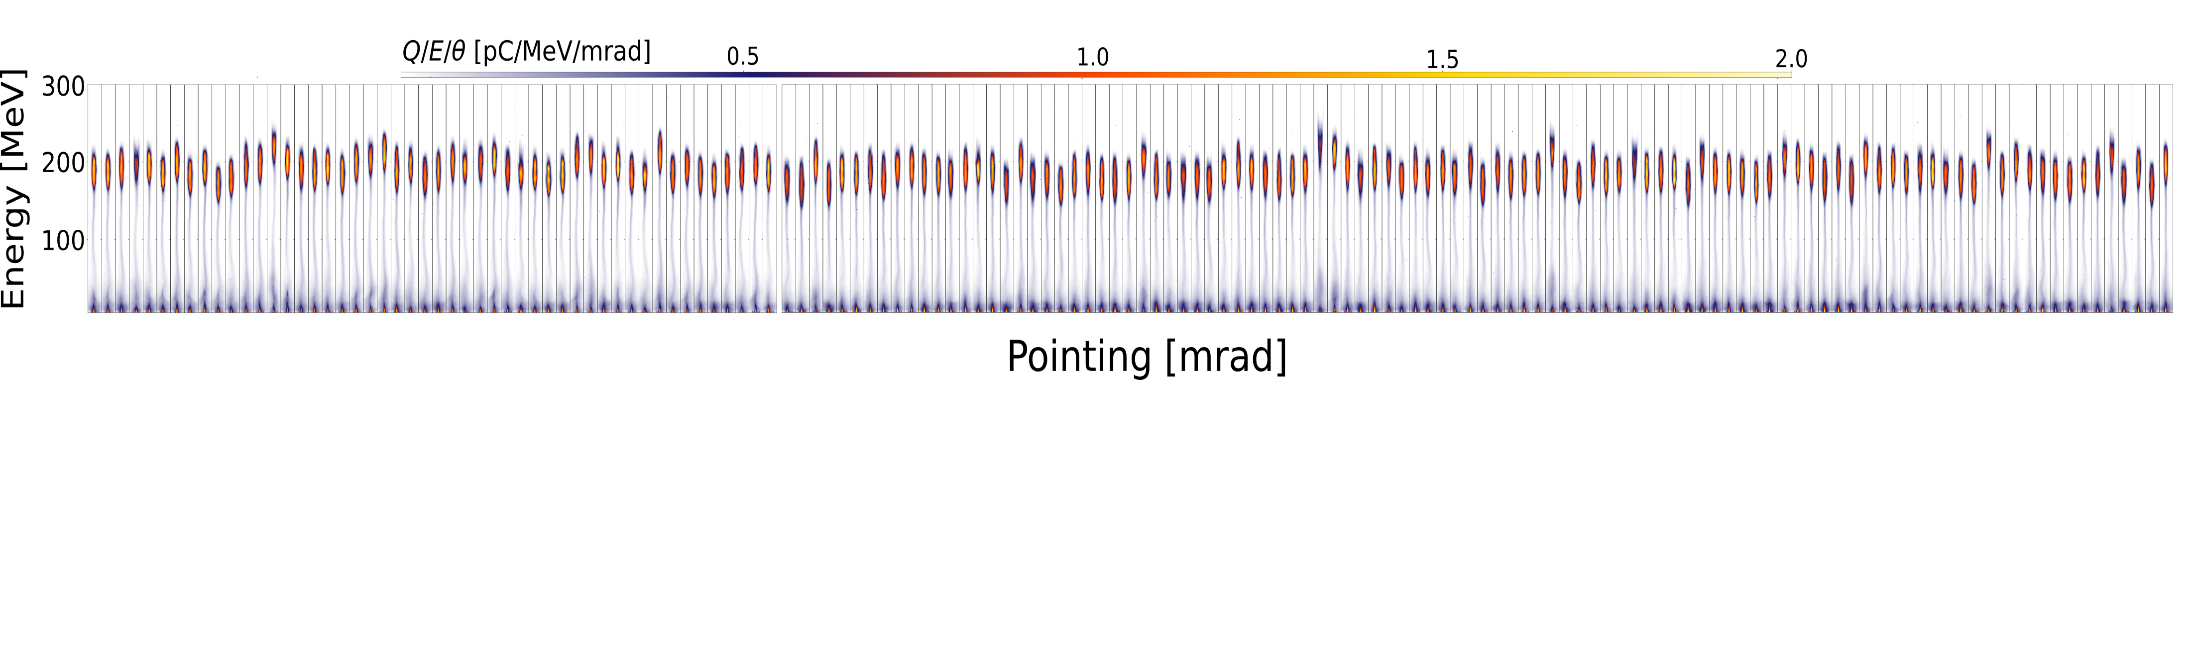 Q/E/θ [pC/MeV/mrad] 0.5 1.0 1.5 2.0
Energy [MeV]
300
200
100
Pointing [mrad]